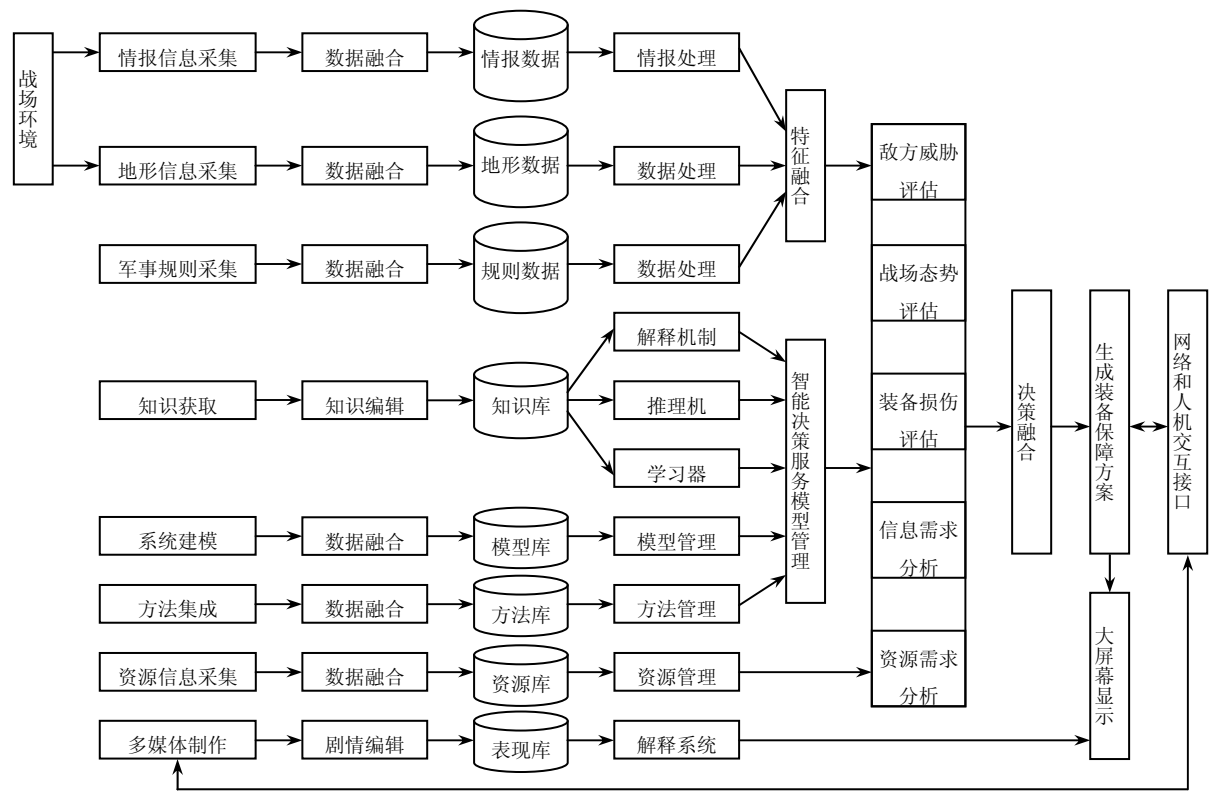 战场环境
情报信息采集
数据融合
情报数据
情报处理
地形信息采集
数据融合
地形数据
数据处理
军事规则采集
数据融合
规则数据
数据处理
特征融合
知识获取
知识编辑
知识库
解释机制
推理机
学习器
系统建模
数据融合
模型库
模型管理
方法集成
数据融合
方法库
方法管理
智能决策服务模型管理
资源信息采集
数据融合
资源库
资源管理
多媒体制作
剧情编辑
表现库
解释系统
敌方威胁
评估
战场态势
评估
装备损伤
评估
信息需求
分析
资源需求
分析
决策融合
生成装备保障方案
网络和人机交互接口
大屏幕显示